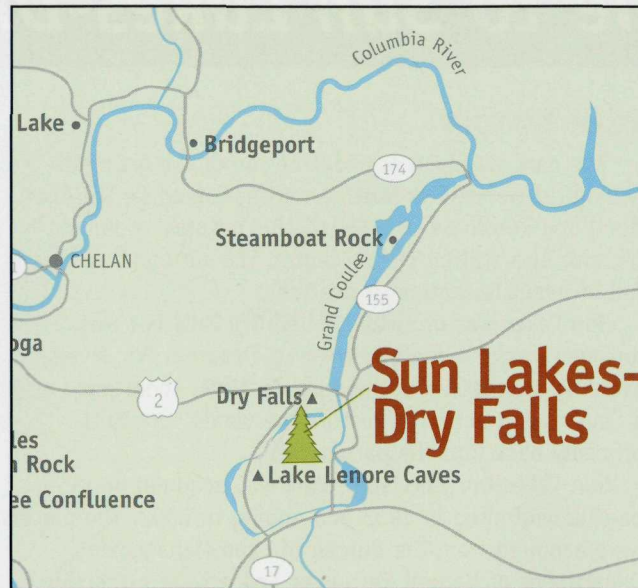 Columbia River
Lake
Bridgeport
174
Steamboat Rock
CHELAN
Grand Coulee
155
oga
Sun Lakes-
Dry Falls
2
Dry Falls
les
n Rock
Lake Lenore Caves
ee Confluence
17